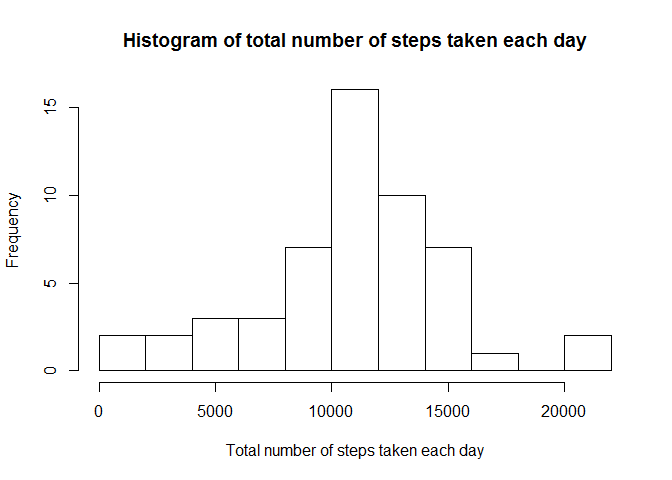 Histogram of total number of steps taken each day
Frequency
15
10
5
0
0 5000 10000 15000 20000
Total number of steps taken each day